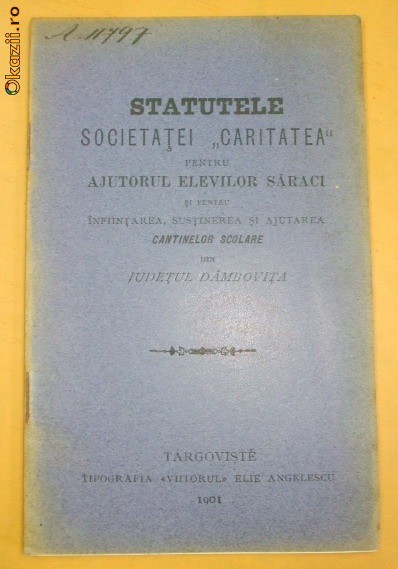 Okazii.ro
A. 11797
STATUTELE
SOCIETAŢEI „CARITATEA“
PENTRU
AJUTORUL ELEVILOR SĂRACI
ŞI PENTRU
ÎNFIINŢAREA, SUSŢINEREA ŞI AJUTAREA
CANTINELOR SCOLARE
DIN
JUDEŢUL DÂMBOVIŢA
TARGOVIŞTE
TIPOGRAFIA «VIITORUL» ELIE ANGELESCU
1901